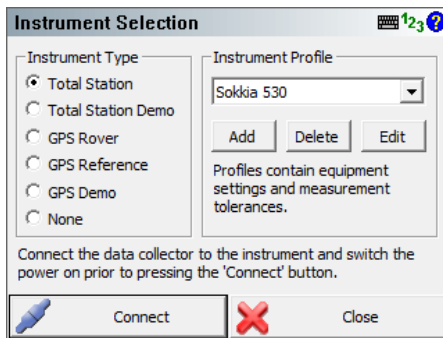 Instrument Selection
123
?
Instrument Type
Total Station
Total Station Demo
GPS Rover
GPS Reference
GPS Demo
None
Instrument Profile
Sokkia 530
Add Delete Edit
Profiles contain equipment
settings and measurement
tolerances.
Connect the data collector to the instrument and switch the
power on prior to pressing the 'Connect' button.
Connect Close